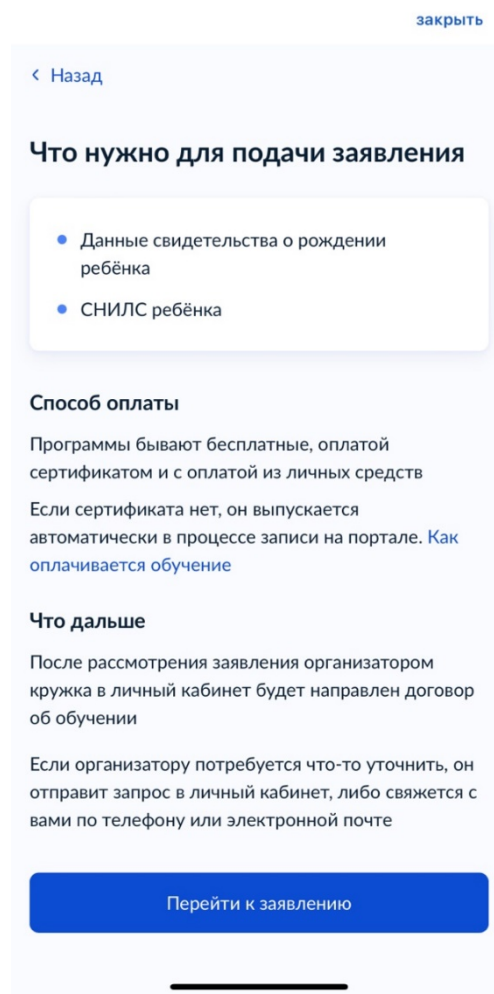 закрыть
Назад
Что нужно для подачи заявления
Данные свидетельства о рождении
ребёнка
СНИЛС ребёнка
Способ оплаты
Программы бывают бесплатные, оплатой
сертификатом и с оплатой из личных средств
Если сертификата нет, он выпускается
автоматически в процессе записи на портале. Как
оплачивается обучение
Что дальше
После рассмотрения заявления организатором
кружка в личный кабинет будет направлен договор
об обучении
Если организатору потребуется что-то уточнить, он
отправит запрос в личный кабинет, либо свяжется с
вами по телефону или электронной почте
Перейти к заявлению